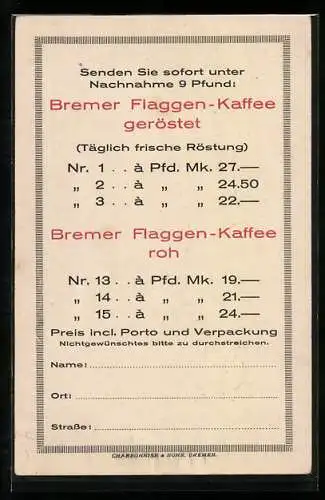 Senden Sie sofort unter
Nachnahme 9 Pfund:
Bremer Flaggen-Kaffee
geröstet
(Täglich frische Röstung)
Nr. 1 . . à Pfd. Mk. 27.—
„ 2 . . à „ „ 24.50
„ 3 . . à „ „ 22.—
Bremer Flaggen-Kaffee
roh
Nr. 13 . . à Pfd. Mk. 19.—
„ 14 . . à „ „ 21.—
„ 15 . . à „ „ 24.—
Preis incl. Porto und Verpackung
Nichtgewünschtes bitte zu durchstreichen.
Name:
Ort:
Straße:
BREMEN.